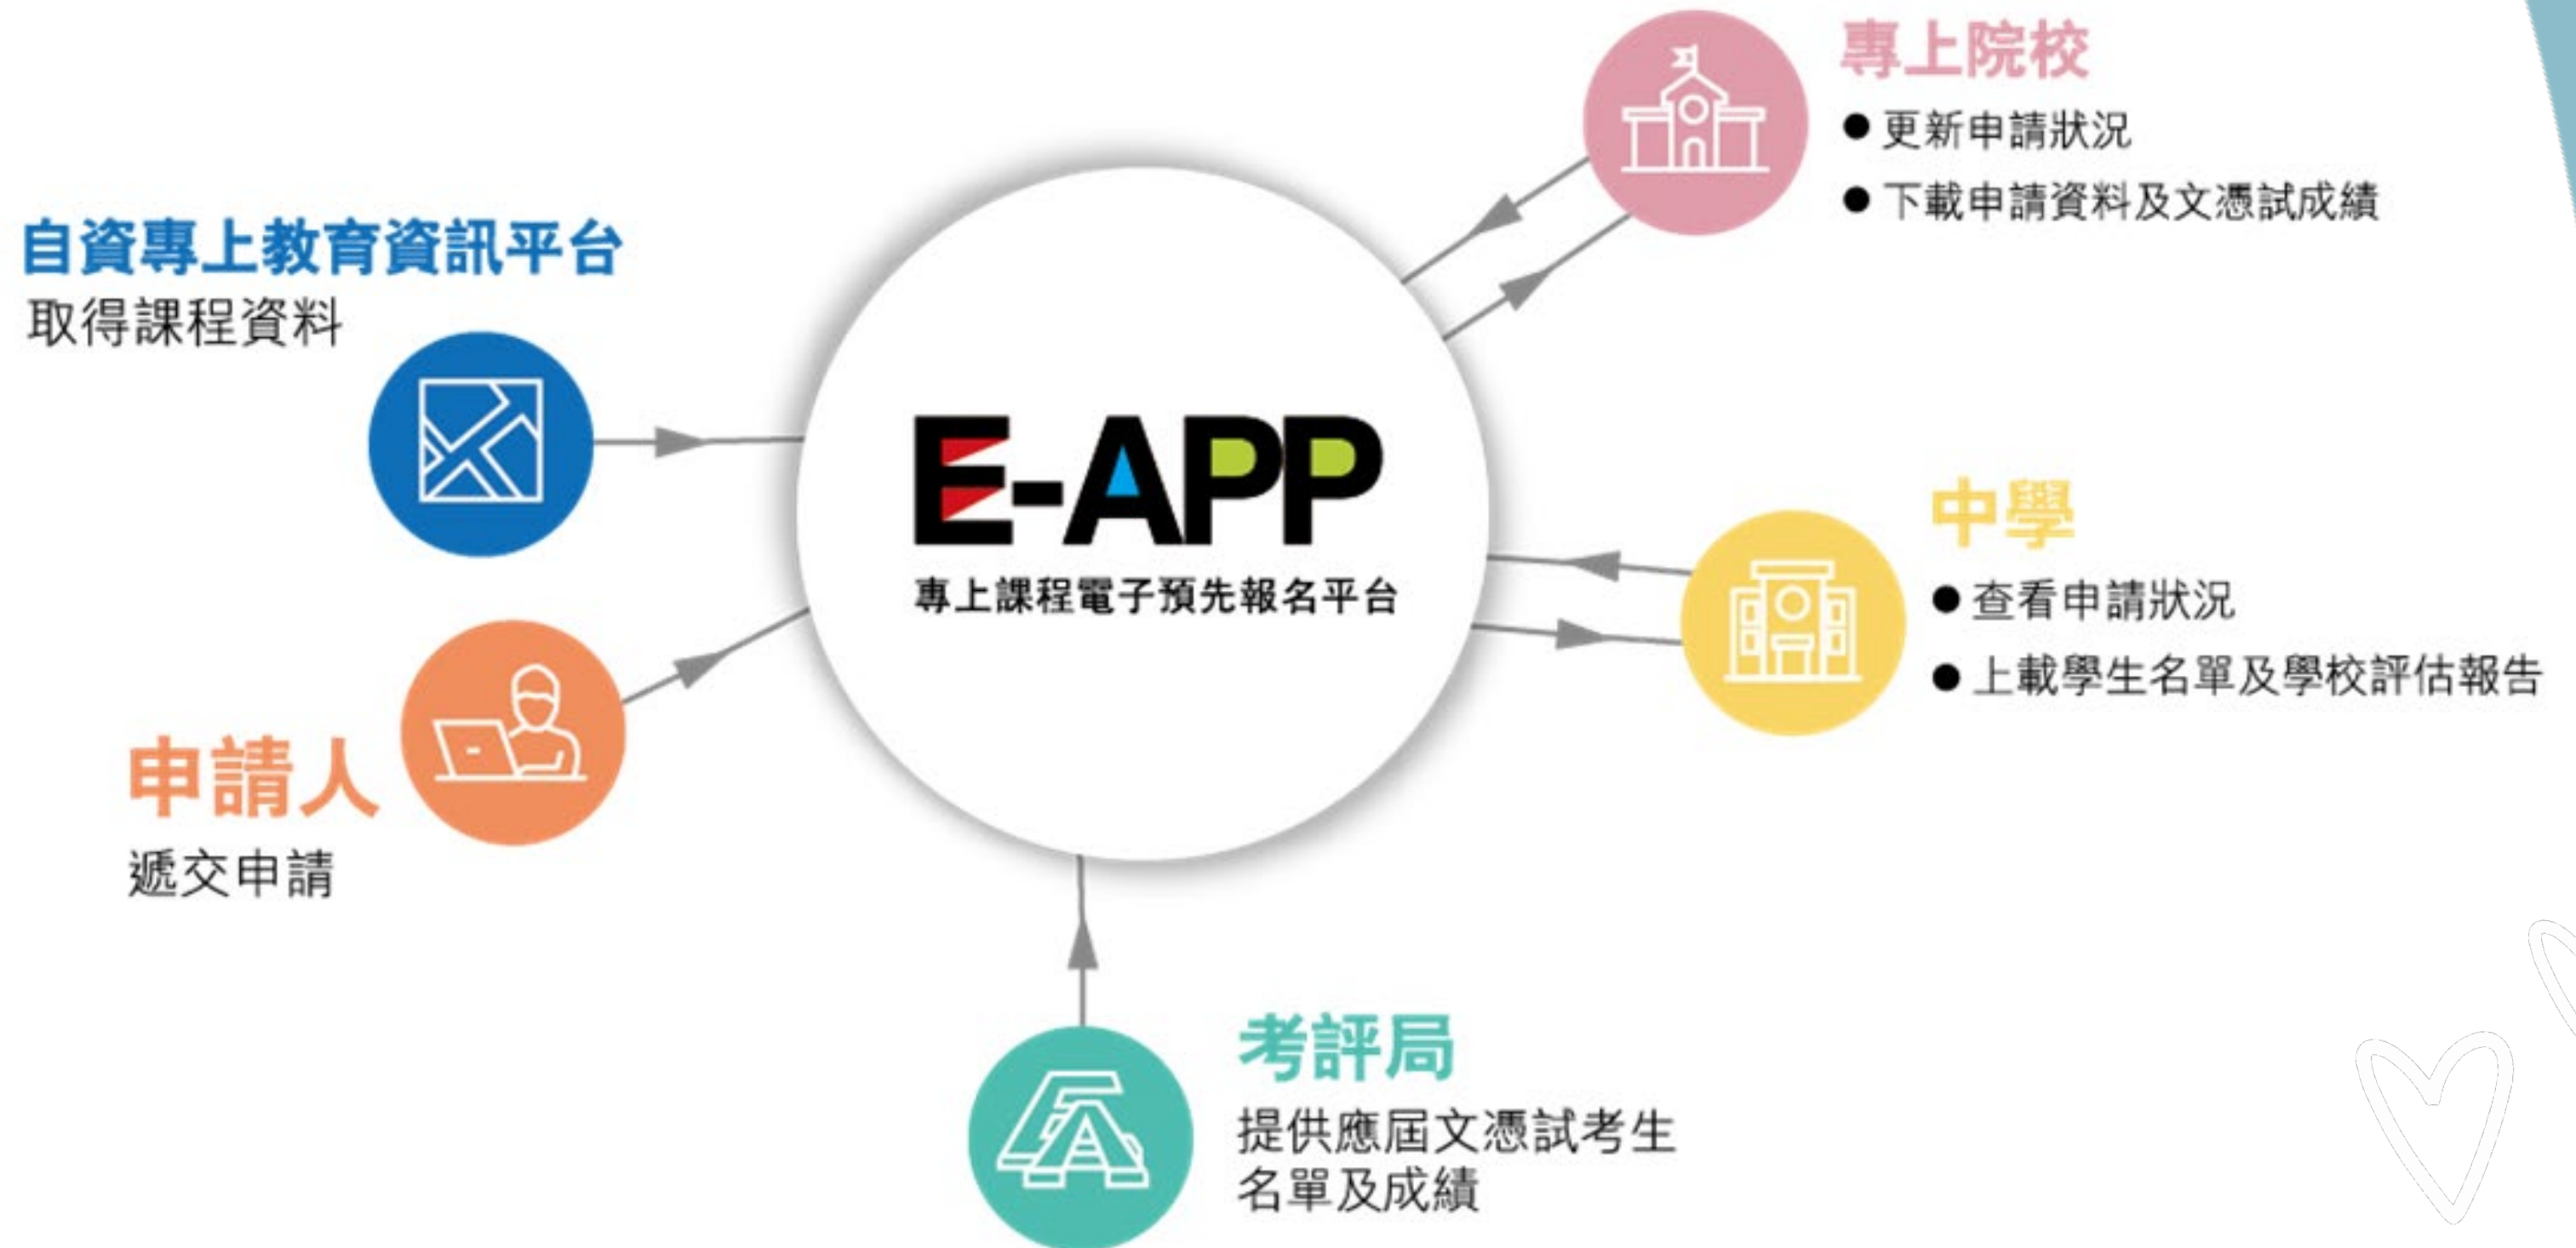 專上院校
● 更新申請狀況
● 下載申請資料及文憑試成績
自資專上教育資訊平台
取得課程資料
E-APP
專上課程電子預先報名平台
中學
● 查看申請狀況
● 上載學生名單及學校評估報告
申請人
遞交申請
考評局
提供應屆文憑試考生
名單及成績